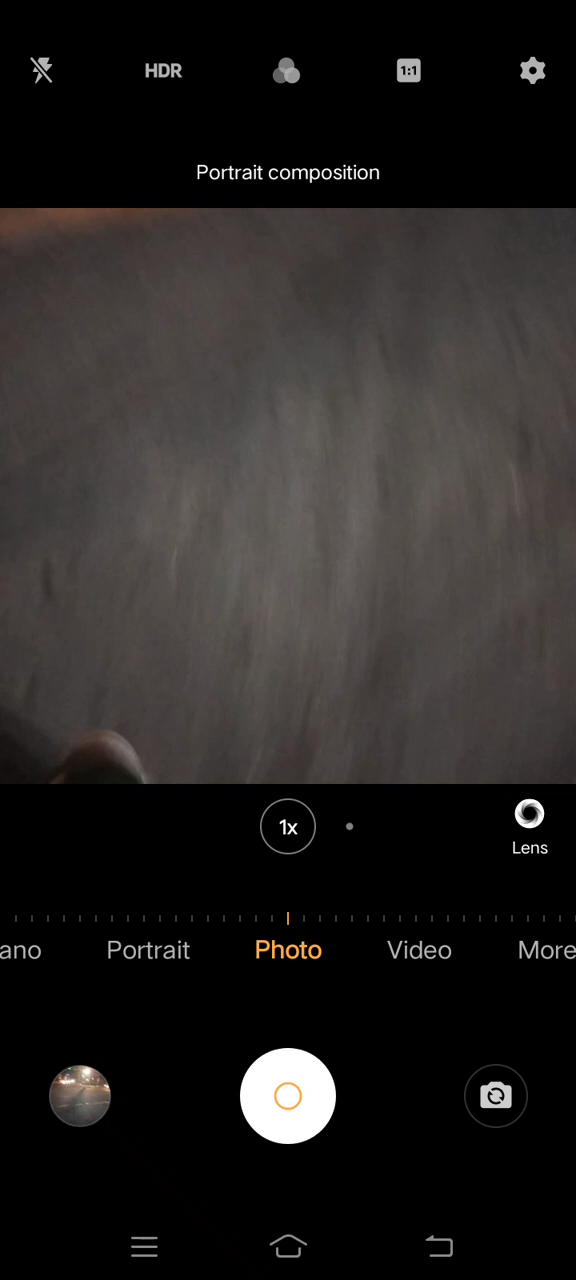 HDR
1:1
Portrait composition
1x
Lens
ano Portrait Photo Video More